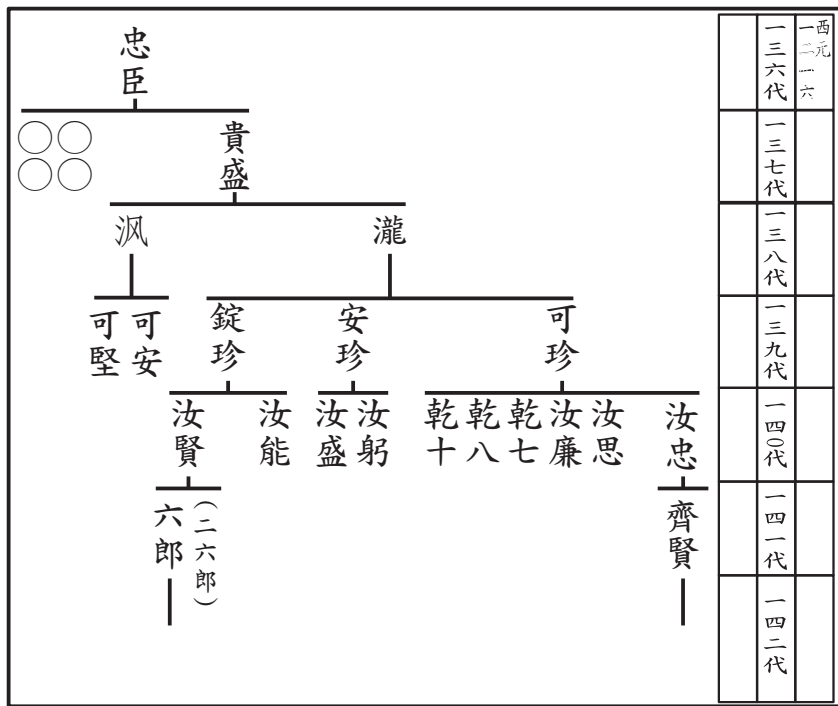 西元
一二一六
一三六代
一三七代
一三八代
一三九代
一四〇代
一四一代
一四二代
忠臣
貴盛
瀧
沨
可珍
安珍
錠珍
可安
可堅
汝忠
汝思
汝廉
乾七
乾八
乾十
汝躬
汝盛
汝能
汝賢
齊賢
(二六郎)
六郎